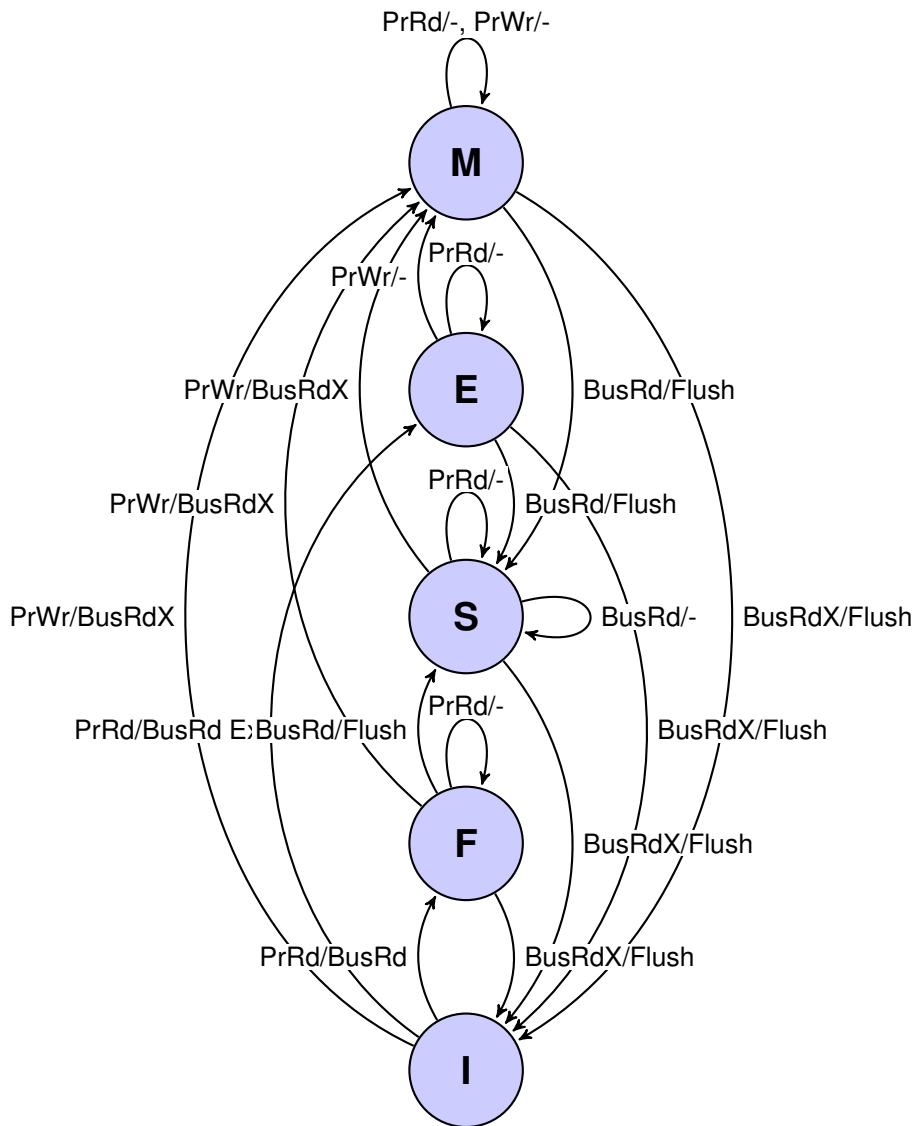 PrRd/-, PrWr/-
M
PrRd/-
PrWr/-
E
PrWr/BusRdX
BusRd/Flush
PrRd/-
PrWr/BusRdX
BusRd/Flush
S
PrWr/BusRdX
BusRd/-
BusRdX/Flush
PrRd/-
PrRd/BusRd
BusRd/Flush
BusRdX/Flush
F
BusRdX/Flush
PrRd/BusRd
BusRdX/Flush
I